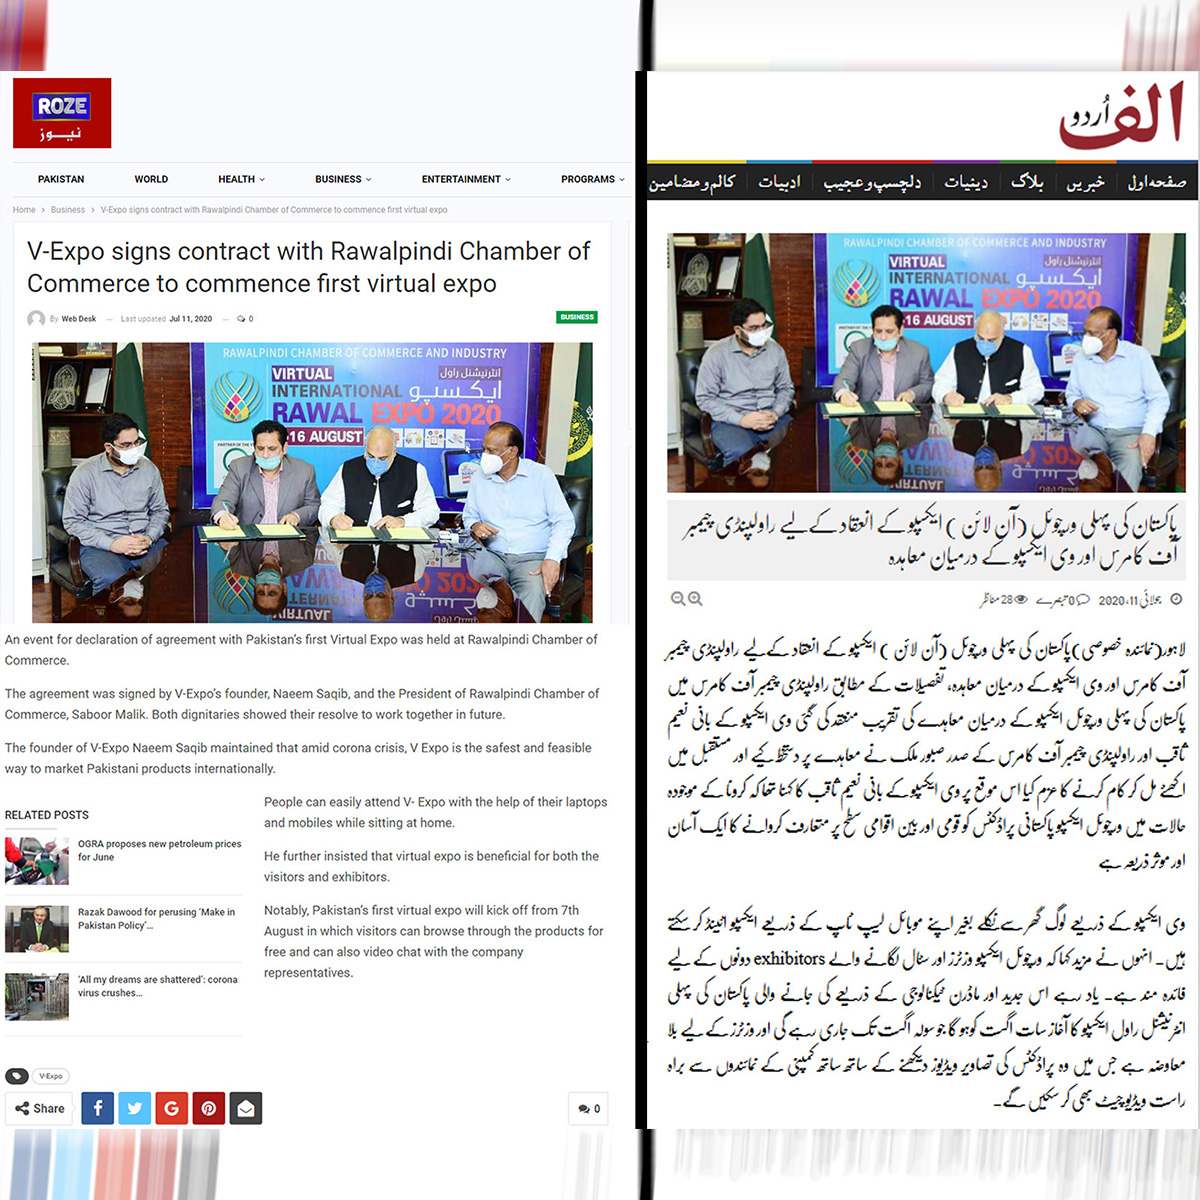 ROZE
نیوز
PAKISTAN
WORLD
HEALTH
BUSINESS
ENTERTAINMENT
PROGRAMS
Home > Business > V-Expo signs contract with Rawalpindi Chamber of Commerce to commence first virtual expo
V-Expo signs contract with Rawalpindi Chamber of
Commerce to commence first virtual expo
By Web Desk — Last updated Jul 11, 2020 — 0
BUSINESS
RAWALPINDI CHAMBER OF COMMERCE AND INDUSTRY
VIRTUAL
انٹرنیشنل راول
INTERNATIONAL
ایکسپو
RAWAL EXPO 2020
16 AUGUST
An event for declaration of agreement with Pakistan's first Virtual Expo was held at Rawalpindi Chamber of
Commerce.
The agreement was signed by V-Expo's founder, Naeem Saqib, and the President of Rawalpindi Chamber of
Commerce, Saboor Malik. Both dignitaries showed their resolve to work together in future.
The founder of V-Expo Naeem Saqib maintained that amid corona crisis, V Expo is the safest and feasible
way to market Pakistani products internationally.
RELATED POSTS
OGRA proposes new petroleum prices
for June
Razak Dawood for perusing 'Make in
Pakistan Policy'...
'All my dreams are shattered': corona
virus crushes...
People can easily attend V- Expo with the help of their laptops
and mobiles while sitting at home.
He further insisted that virtual expo is beneficial for both the
visitors and exhibitors.
Notably, Pakistan's first virtual expo will kick off from 7th
August in which visitors can browse through the products for
free and can also video chat with the company
representatives.
V-Expo
Share
0
الف اُردو
صفحہ اول
خبریں
بلاگ
دینیات
دلچسپ و عجیب
ادبیات
کالم و مضامین
RAWALPINDI CHAMBER OF COMMERCE AND INDUSTRY
VIRTUAL
انٹرنیشنل راول
INTERNATIONAL
ایکسپو
RAWAL EXPO 2020
16 AUGUST
پاکستان کی پہلی ورچوئل (آن لائن) ایکسپو کے انعقاد کے لیے راولپنڈی چیمبر
آف کامرس اور وی ایکسپو کے درمیان معاہدہ
جولائی 11، 2020 0 تبصرے 28 مناظر
لاہور(نمائندہ خصوصی)پاکستان کی پہلی ورچوئل (آن لائن ) ایکسپو کے انعقاد کے لیے راولپنڈی چیمبر
آف کامرس اور وی ایکسپو کے درمیان معاہدہ، تفصیلات کے مطابق راولپنڈی چیمبر آف کامرس میں
پاکستان کی پہلی ورچوئل ایکسپو کے درمیان معاہدے کی تقریب منعقد کی گئی وی ایکسپو کے بانی نعیم
ثاقب اور راولپنڈی چیمبر آف کامرس کے صدر صبور ملک نے معاہدے پر دستخط کیے اور مستقبل میں
اکھٹے مل کر کام کرنے کا عزم کیا اس موقع پر وی ایکسپو کے بانی نعیم ثاقب کا کہنا تھا کہ کرونا کے موجودہ
حالات میں ورچوئل ایکسپو پاکستانی پراڈکٹس کو قومی اور بین اقوامی سطح پر متعارف کروانے کا ایک آسان
اور موثر ذریعہ ہے
وی ایکسپو کے ذریعے لوگ گھر سے نکلے بغیر اپنے موبائل لیپ ٹاپ کے ذریعے ایکسپو اٹینڈ کر سکتے
ہیں۔ انہوں نے مزید کہا کہ ورچوئل ایکسپو وزٹرز اور سٹال لگانے والے exhibitors دونوں کے لیے
فائدہ مند ہے۔ یاد رہے اس جدید اور ماڈرن ٹیکنالوجی کے ذریعے کی جانے والی پاکستان کی پہلی
انٹرنیشنل راول ایکسپو کا آغاز سات اگست کو ہو گا جو سولہ اگست تک جاری رہے گی اور وزٹرز کے لیے بلا
معاوضہ ہے جس میں وہ پراڈکٹس کی تصاویر ویڈیوز دیکھنے کے ساتھ ساتھ کمپنی کے نمائندوں سے براہ
راست ویڈیو چیٹ بھی کر سکیں گے۔